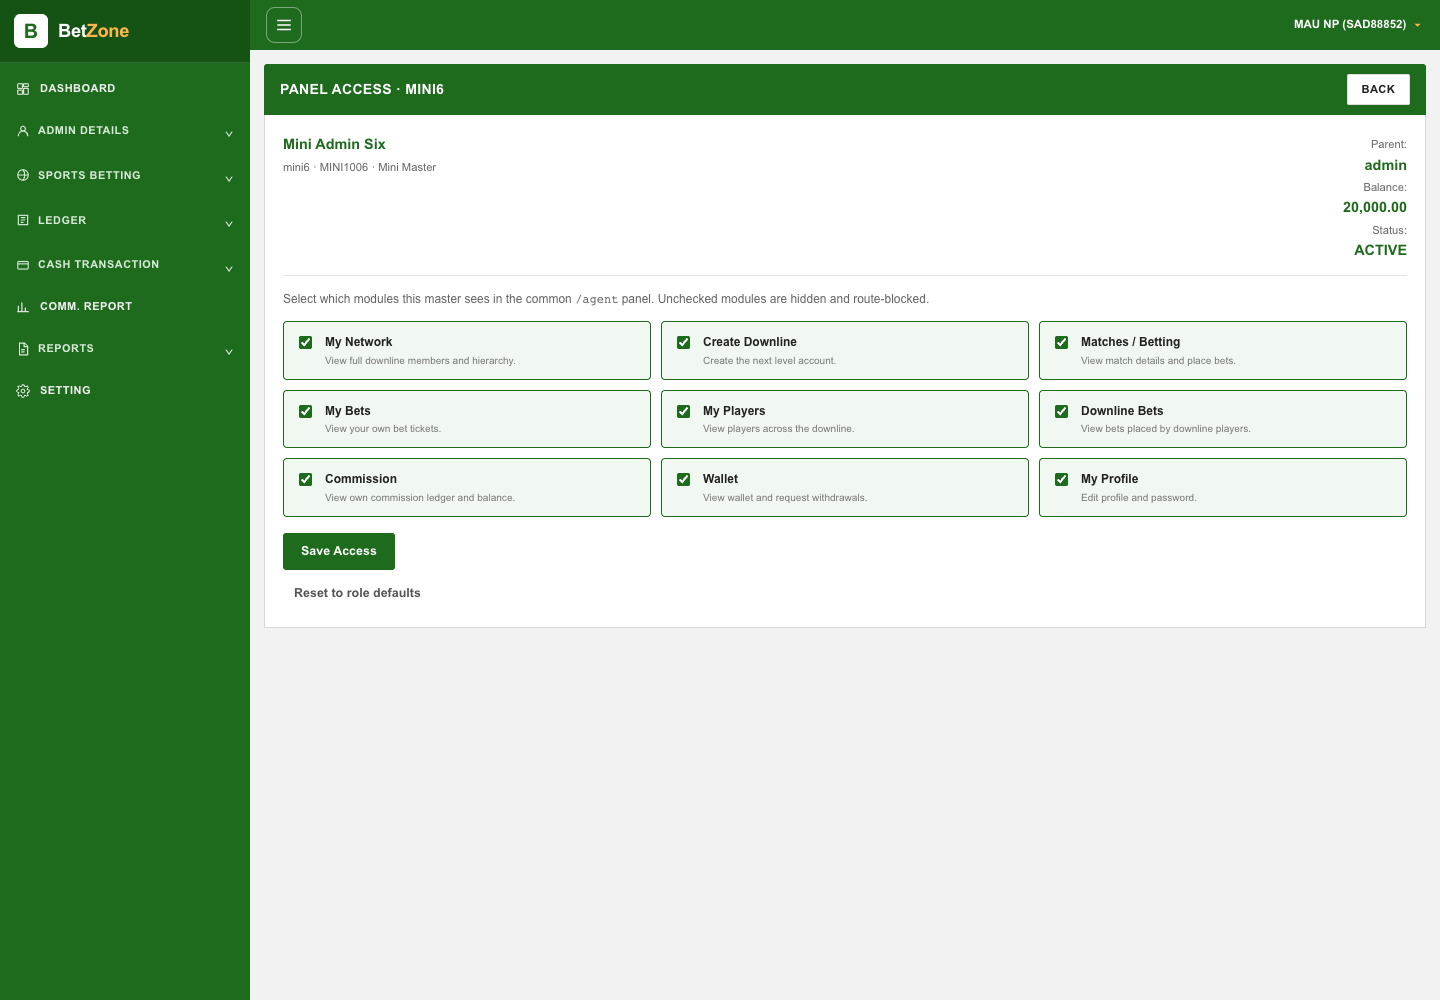 B BetZone
MAU NP (SAD88852)
DASHBOARD
ADMIN DETAILS
SPORTS BETTING
LEDGER
CASH TRANSACTION
COMM. REPORT
REPORTS
SETTING
PANEL ACCESS · MINI6
BACK
Mini Admin Six
mini6 · MINI1006 · Mini Master
Parent:
admin
Balance:
20,000.00
Status:
ACTIVE
Select which modules this master sees in the common /agent panel. Unchecked modules are hidden and route-blocked.
My Network
View full downline members and hierarchy.
Create Downline
Create the next level account.
Matches / Betting
View match details and place bets.
My Bets
View your own bet tickets.
My Players
View players across the downline.
Downline Bets
View bets placed by downline players.
Commission
View own commission ledger and balance.
Wallet
View wallet and request withdrawals.
My Profile
Edit profile and password.
Save Access
Reset to role defaults